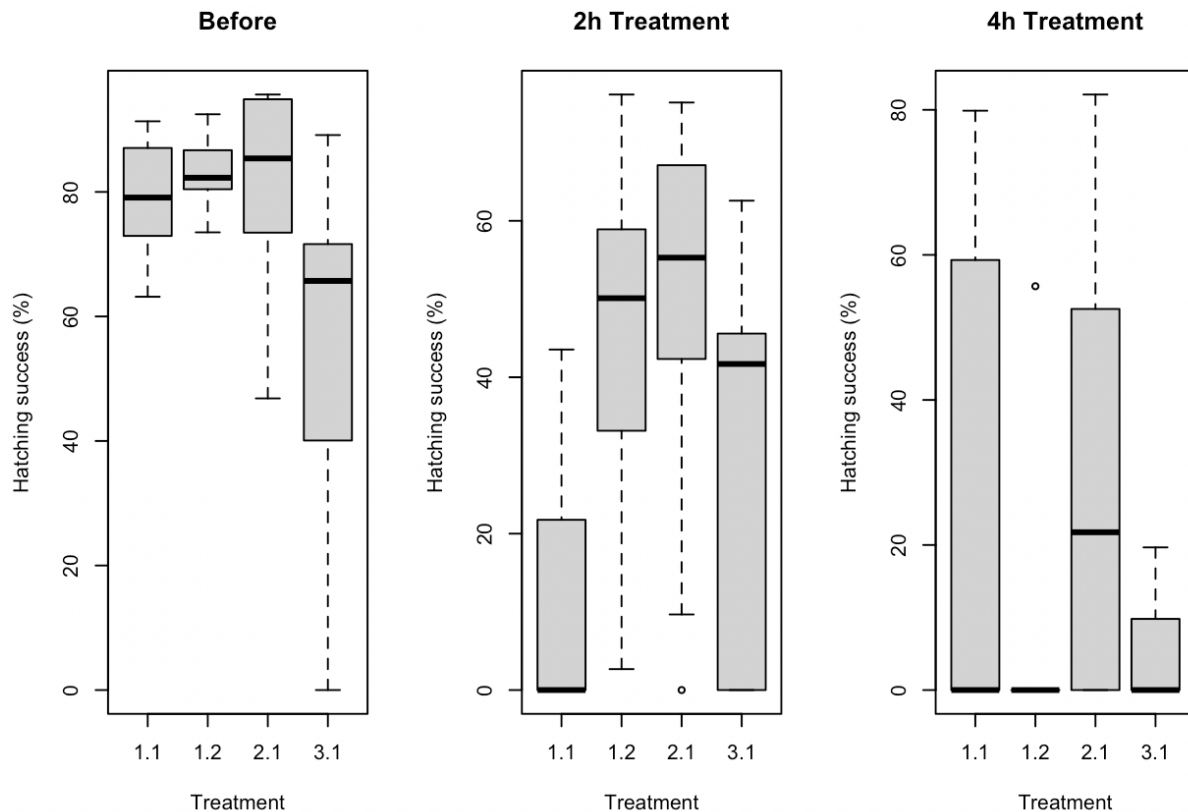 Before
Hatching success (%)
80
60
40
20
0
1.1 1.2 2.1 3.1
Treatment
2h Treatment
Hatching success (%)
60
40
20
0
1.1 1.2 2.1 3.1
Treatment
4h Treatment
Hatching success (%)
80
60
40
20
0
1.1 1.2 2.1 3.1
Treatment